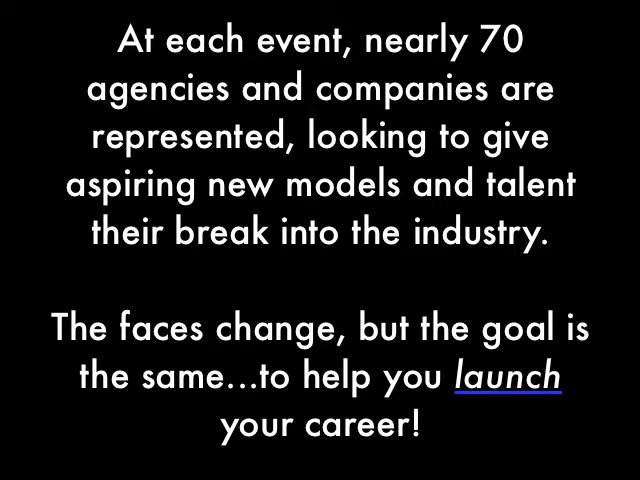 At each event, nearly 70
agencies and companies are
represented, looking to give
aspiring new models and talent
their break into the industry.
The faces change, but the goal is
the same...to help you launch
your career!